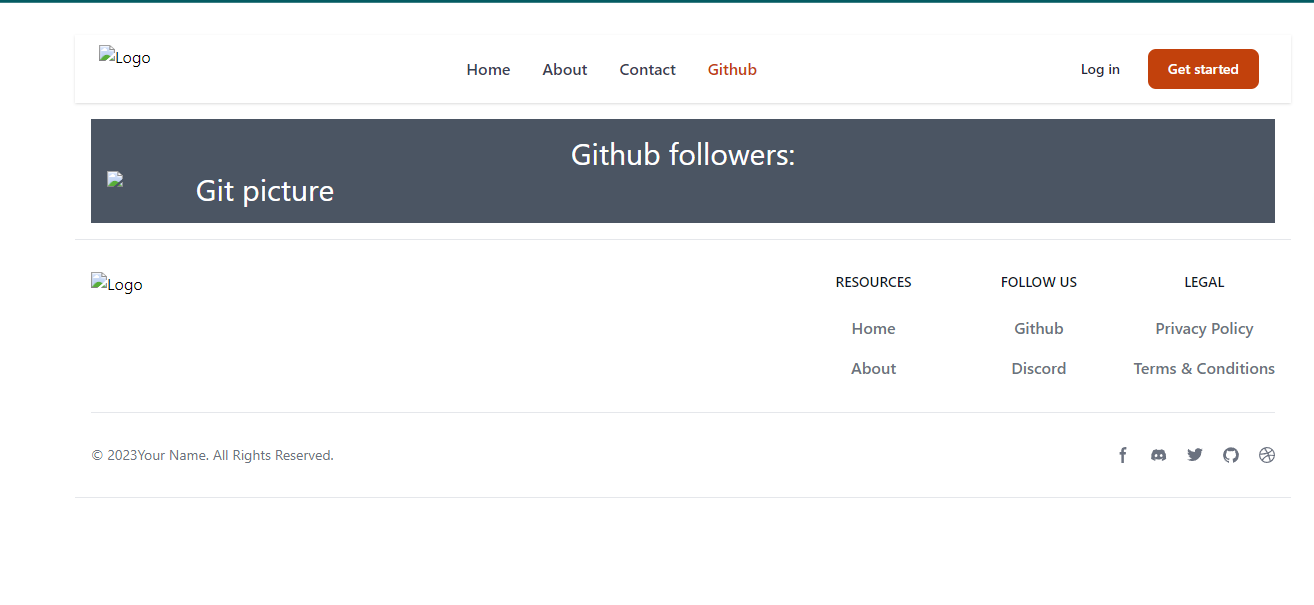 Logo
Home About Contact Github Log in Get started
Github followers:
Git picture
Logo
RESOURCES FOLLOW US LEGAL
Home Github Privacy Policy
About Discord Terms & Conditions
© 2023Your Name. All Rights Reserved.